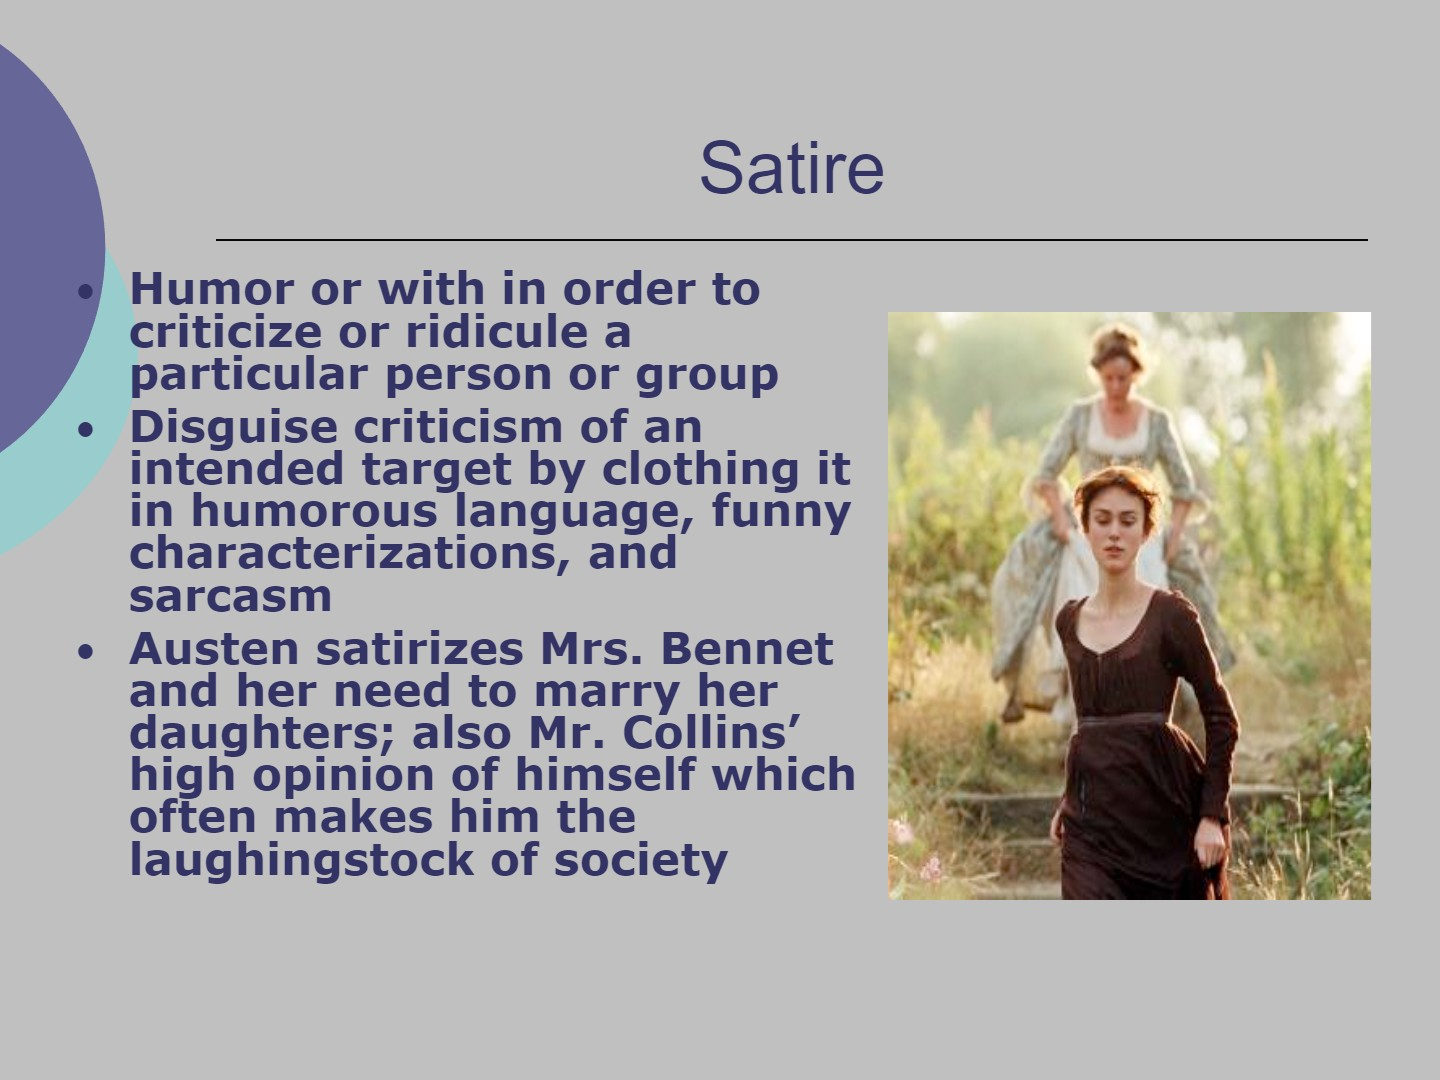 Satire
• Humor or with in order to
criticize or ridicule a
particular person or group
• Disguise criticism of an
intended target by clothing it
in humorous language, funny
characterizations, and
sarcasm
• Austen satirizes Mrs. Bennet
and her need to marry her
daughters; also Mr. Collins’
high opinion of himself which
often makes him the
laughingstock of society